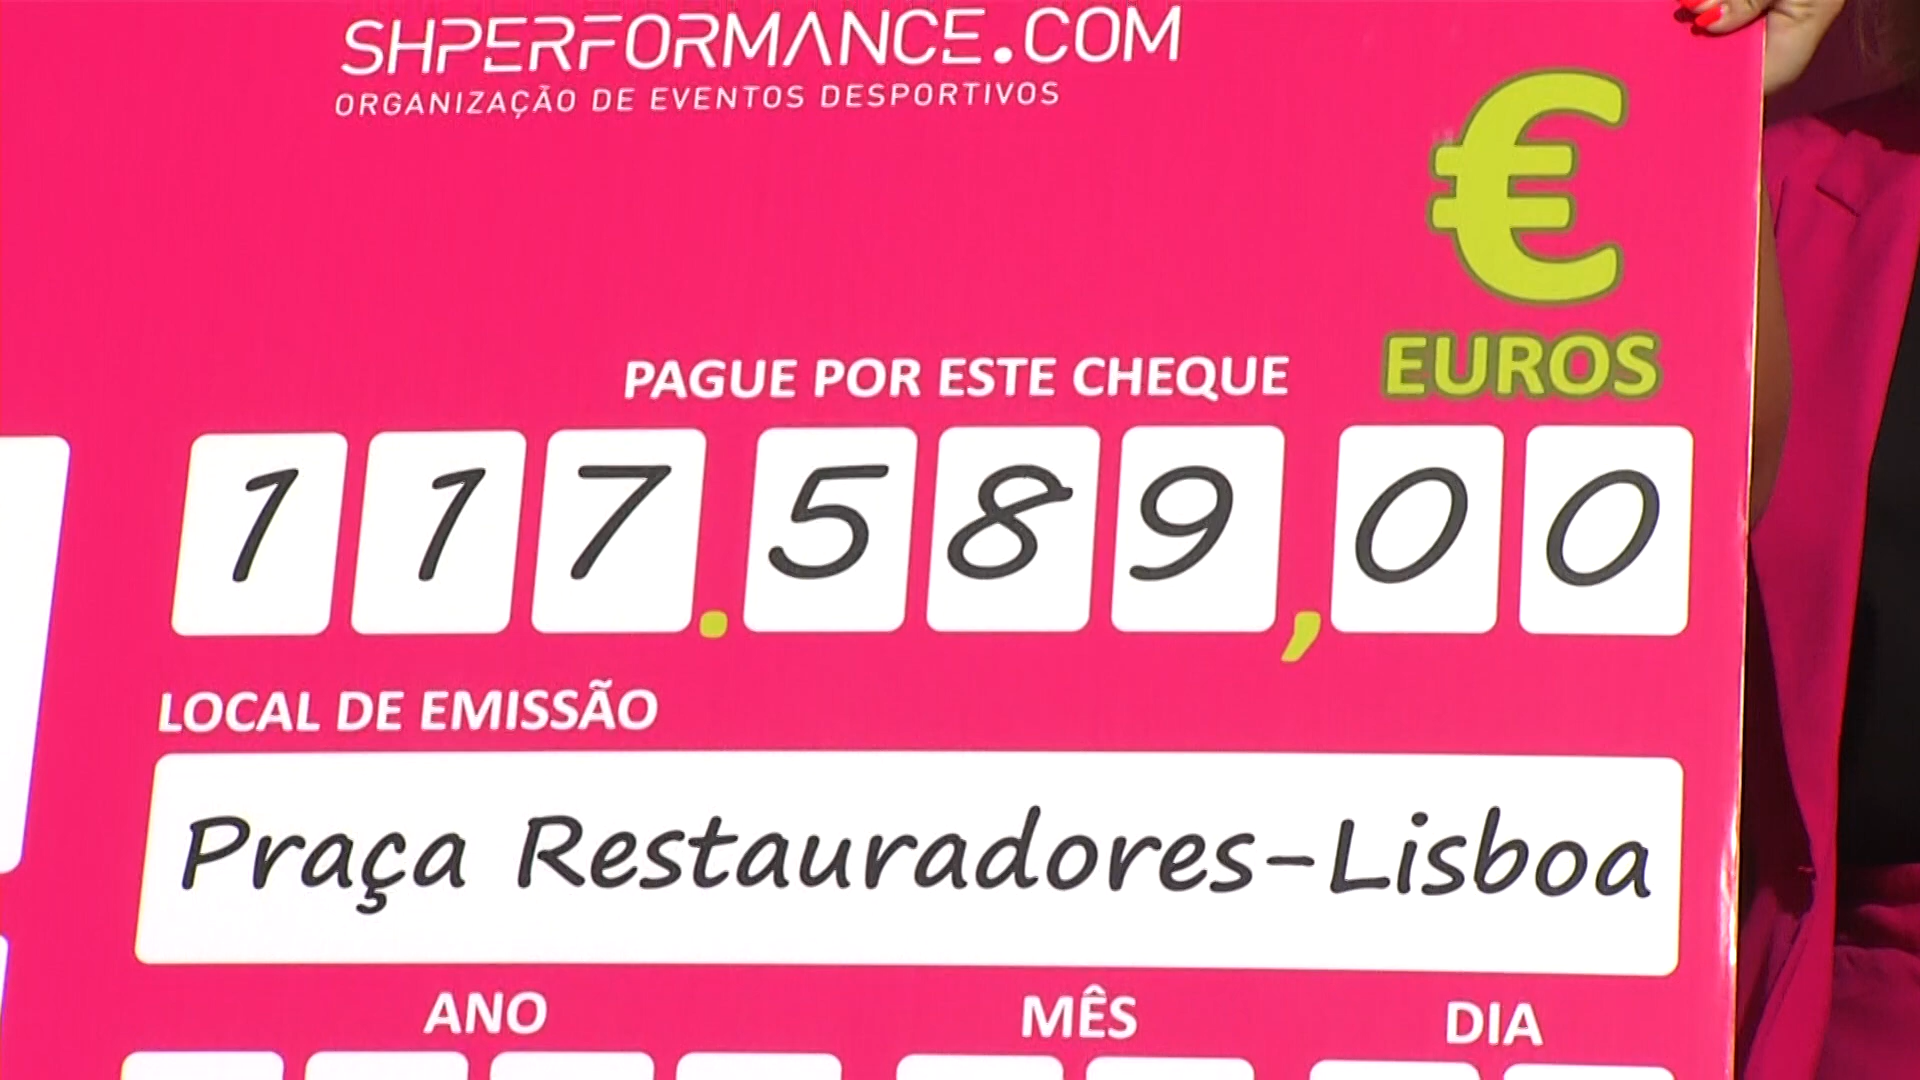 SHPERFORMANCE.COM
ORGANIZAÇÃO DE EVENTOS DESPORTIVOS
€
EUROS
PAGUE POR ESTE CHEQUE
117.589,00
LOCAL DE EMISSÃO
Praça Restauradores-Lisboa
ANO MÊS DIA